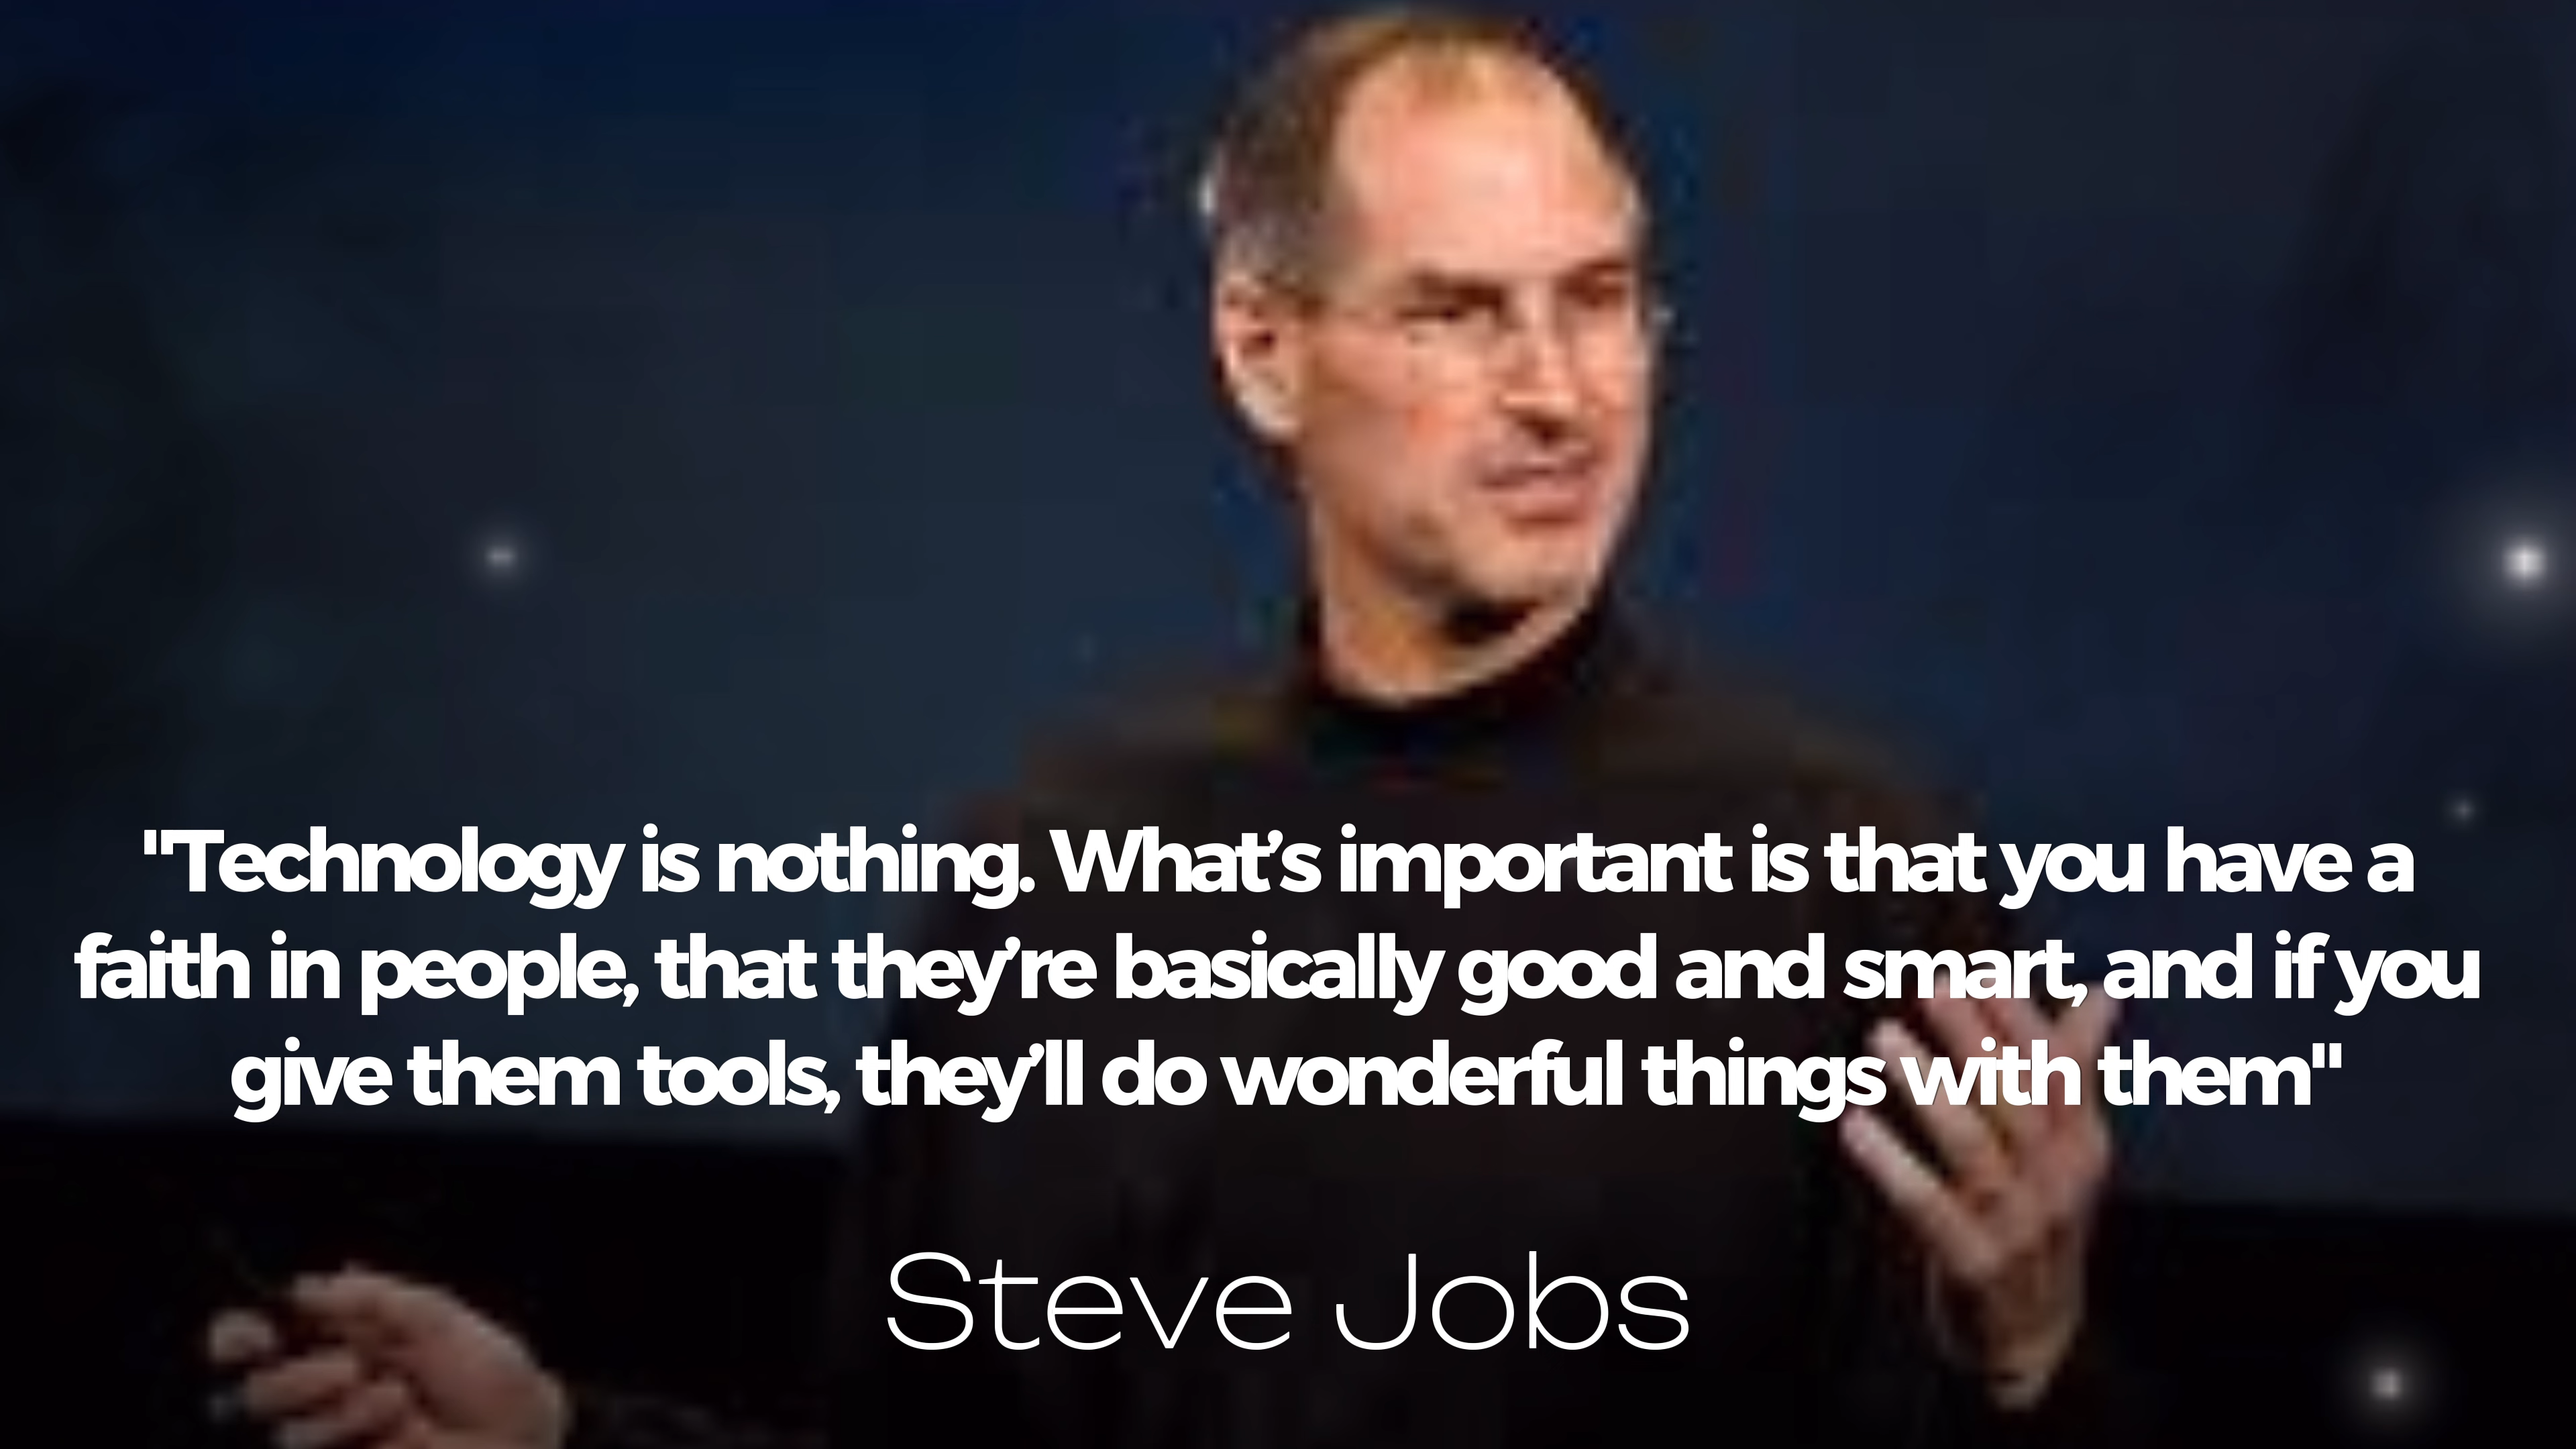 "Technology is nothing. What’s important is that you have a
faith in people, that they’re basically good and smart, and if you
give them tools, they’ll do wonderful things with them"
Steve Jobs